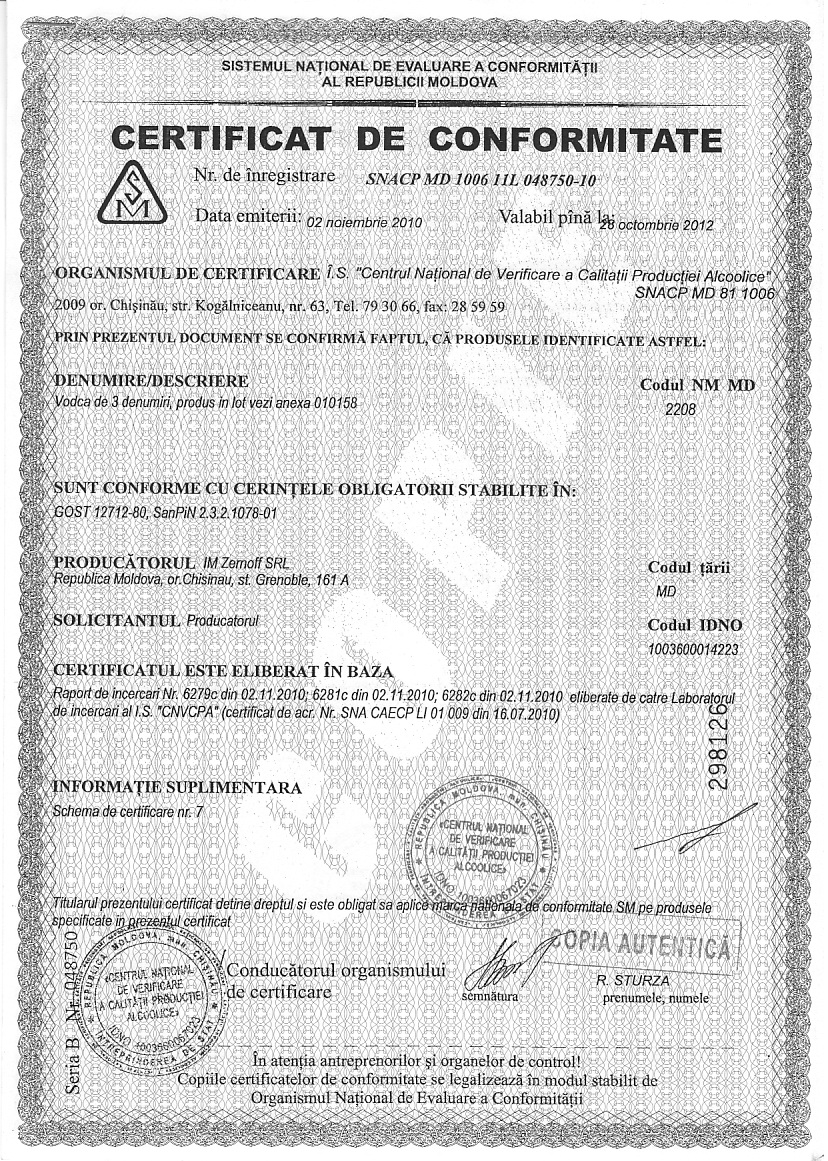 SISTEMUL NAȚIONAL DE EVALUARE A CONFORMITĂȚII
AL REPUBLICII MOLDOVA
CERTIFICAT DE CONFORMITATE
SM
Nr. de înregistrare SNACP MD 1006 11L 048750-10
Data emiterii: 02 noiembrie 2010 Valabil pînă la: 28 octombrie 2012
ORGANISMUL DE CERTIFICARE Î.S. "Centrul Național de Verificare a Calitații Producției Alcoolice"
SNACP MD 81 1006
2009 or. Chișinău, str. Kogălniceanu, nr. 63, Tel. 79 30 66, fax: 28 59 59
PRIN PREZENTUL DOCUMENT SE CONFIRMĂ FAPTUL, CĂ PRODUSELE IDENTIFICATE ASTFEL:
DENUMIRE/DESCRIERE Codul NM MD
Vodca de 3 denumiri, produs in lot vezi anexa 010158 2208
SUNT CONFORME CU CERINȚELE OBLIGATORII STABILITE ÎN:
GOST 12712-80, SanPiN 2.3.2.1078-01
PRODUCĂTORUL IM Zernoff SRL Codul țării
Republica Moldova, or.Chisinau, st. Grenoble, 161 A
MD
SOLICITANTUL Producatorul Codul IDNO
1003600014223
CERTIFICATUL ESTE ELIBERAT ÎN BAZA
Raport de incercari Nr. 6279c din 02.11.2010; 6281c din 02.11.2010; 6282c din 02.11.2010 eliberate de catre Laboratorul
de incercari al I.S. "CNVCPA" (certificat de acr. Nr. SNA CAECP LI 01 009 din 16.07.2010)
298126
INFORMAȚIE SUPLIMENTARA
Schema de certificare nr. 7
COPIE
REPUBLICA MOLDOVA, mun. CHIȘINĂU
«CENTRUL NAȚIONAL
DE VERIFICARE
A CALITĂȚII PRODUCȚIEI
ALCOOLICE»
IDNO 1003600067023
ÎNTREPRINDEREA DE STAT
Titularul prezentului certificat detine dreptul si este obligat sa aplice marca nationala de conformitate SM pe produsele
specificate in prezentul certificat
COPIA AUTENTICĂ
REPUBLICA MOLDOVA, mun. CHIȘINĂU
«CENTRUL NAȚIONAL
DE VERIFICARE
A CALITĂȚII PRODUCȚIEI
ALCOOLICE»
IDNO 1003600067023
ÎNTREPRINDEREA DE STAT
Conducătorul organismului
de certificare
semnătura
R. STURZA
prenumele, numele
Seria B Nr. 048750
În atenția antreprenorilor și organelor de control!
Copiile certificatelor de conformitate se legalizează în modul stabilit de
Organismul Național de Evaluare a Conformității